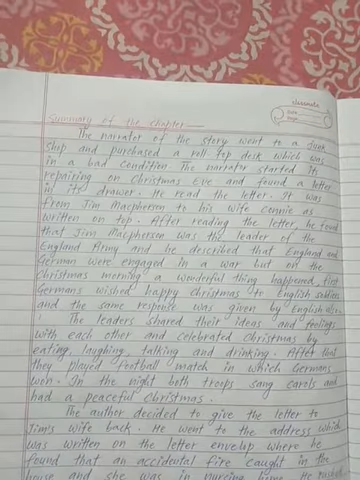 classmate
Date
Page
Summary of the chapter
The narrator of the story went to a junk
shop and purchased a roll top desk which was
in a bad condition. The narrator started its
repairing on Christmas Eve and found a letter
in its drawer. He read the letter. It was
from Jim Macpherson to his wife connie as
written on top. After reading the letter, he found
that Jim Macpherson was the leader of the
England Army and he described that England and
German were engaged in a war but on the
Christmas morning a wonderful thing happened, first
Germans wished happy christmas to English soldiers
and the same response was given by English also.
The leaders shared their ideas and feelings
with each other and celebrated Christmas by
eating, laughing, talking and drinking. After that
they played football match in which Germans
won. In the night both troops sang carols and
had a peaceful Christmas.
The author decided to give the letter to
Jim's wife back. He went to the address which
was written on the letter envelop where he
found that an accidental fire caught in the
house and she was in nursing home. He